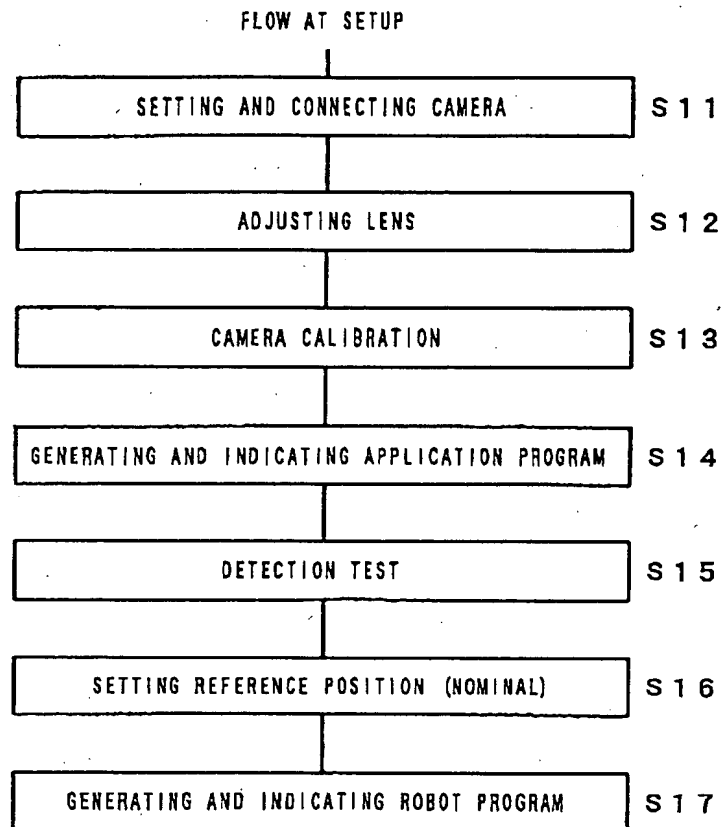 FLOW AT SETUP
SETTING AND CONNECTING CAMERA S11
ADJUSTING LENS S12
CAMERA CALIBRATION S13
GENERATING AND INDICATING APPLICATION PROGRAM S14
DETECTION TEST S15
SETTING REFERENCE POSITION (NOMINAL) S16
GENERATING AND INDICATING ROBOT PROGRAM S17